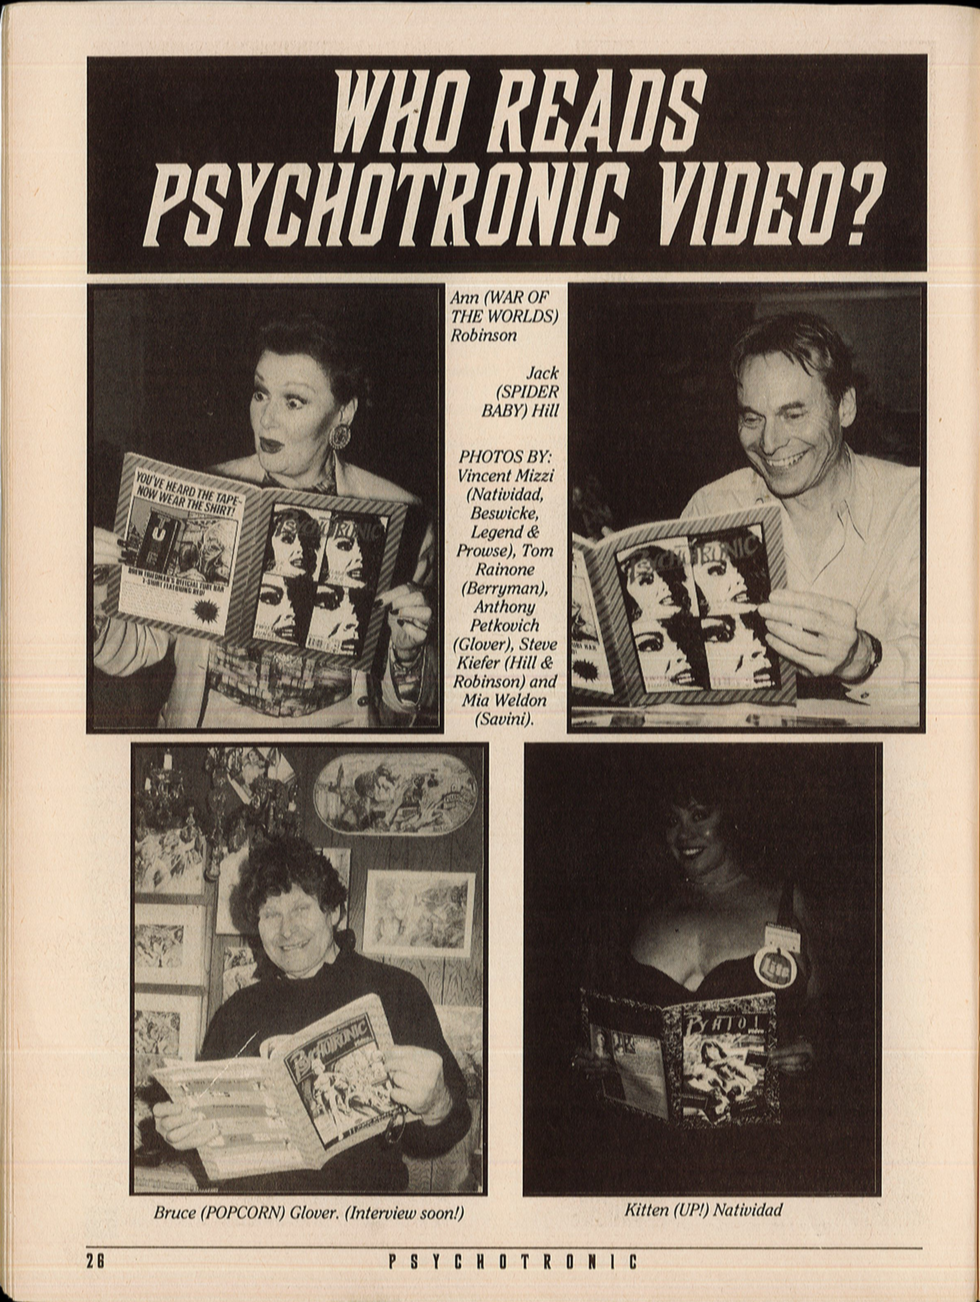 WHO READS
PSYCHOTRONIC VIDEO?
Ann (WAR OF
THE WORLDS)
Robinson
Jack
(SPIDER
BABY) Hill
PHOTOS BY:
Vincent Mizzi
(Natividad,
Beswicke,
Legend &
Prowse), Tom
Rainone
(Berryman),
Anthony
Petkovich
(Glover), Steve
Kiefer (Hill &
Robinson) and
Mia Weldon
(Savini).
YOU'VE HEARD THE TAPE-
NOW WEAR THE SHIRT!
PSYCHOTRONIC
Bruce (POPCORN) Glover. (Interview soon!)
Kitten (UP!) Natividad
26
PSYCHOTRONIC